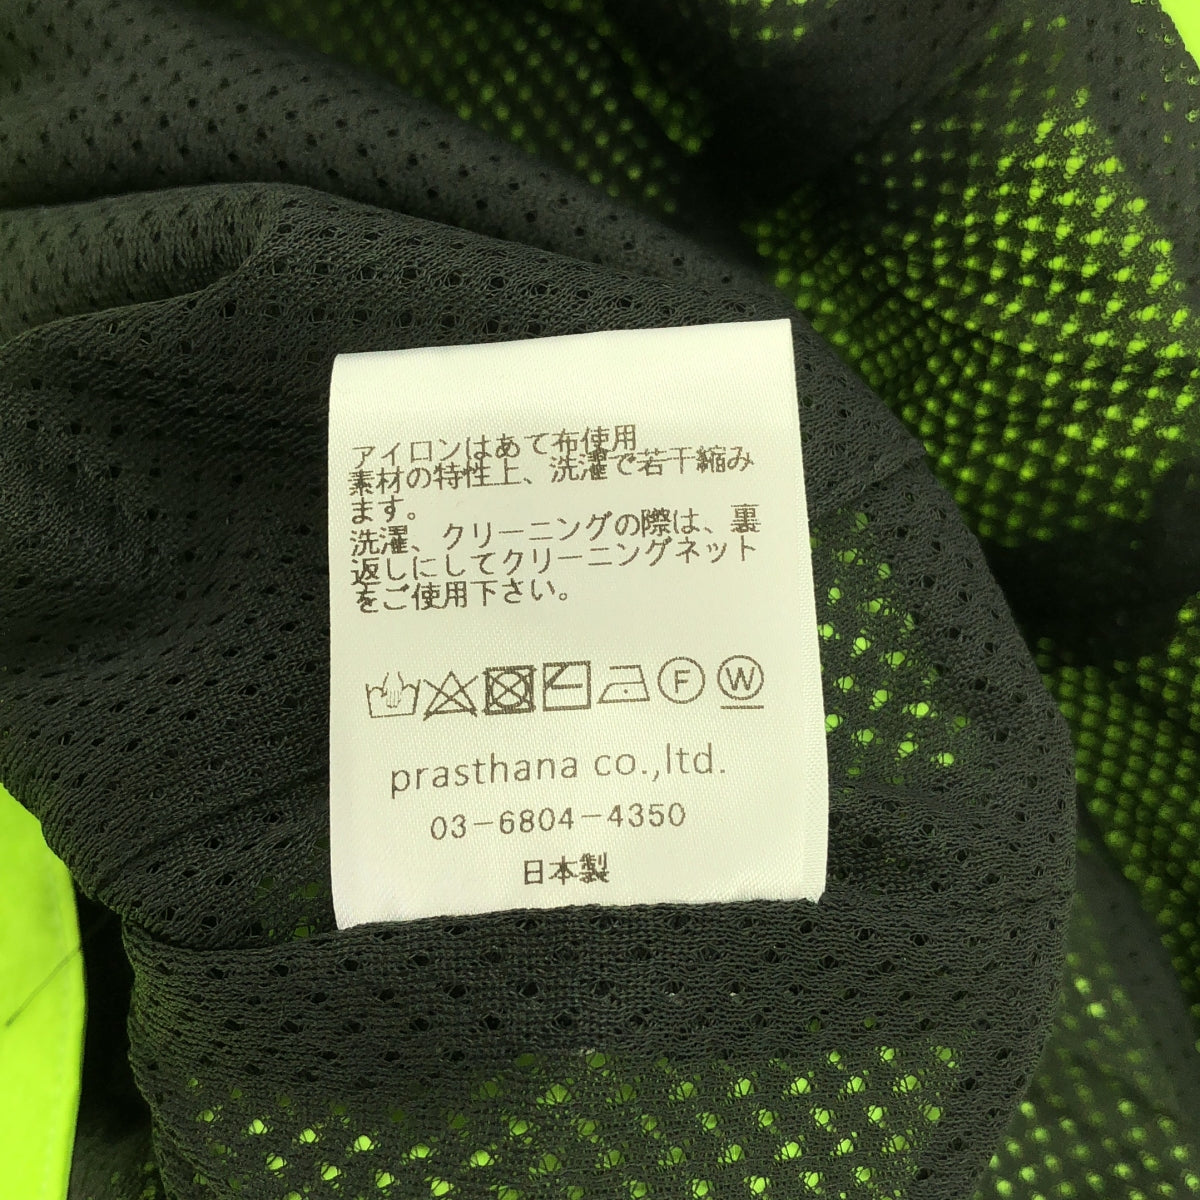 アイロンはあて布使用
素材の特性上、洗濯で若干縮み
ます。
洗濯、クリーニングの際は、裏
返しにしてクリーニングネット
をご使用下さい。
F W
prasthana co.,ltd.
03-6804-4350
日本製